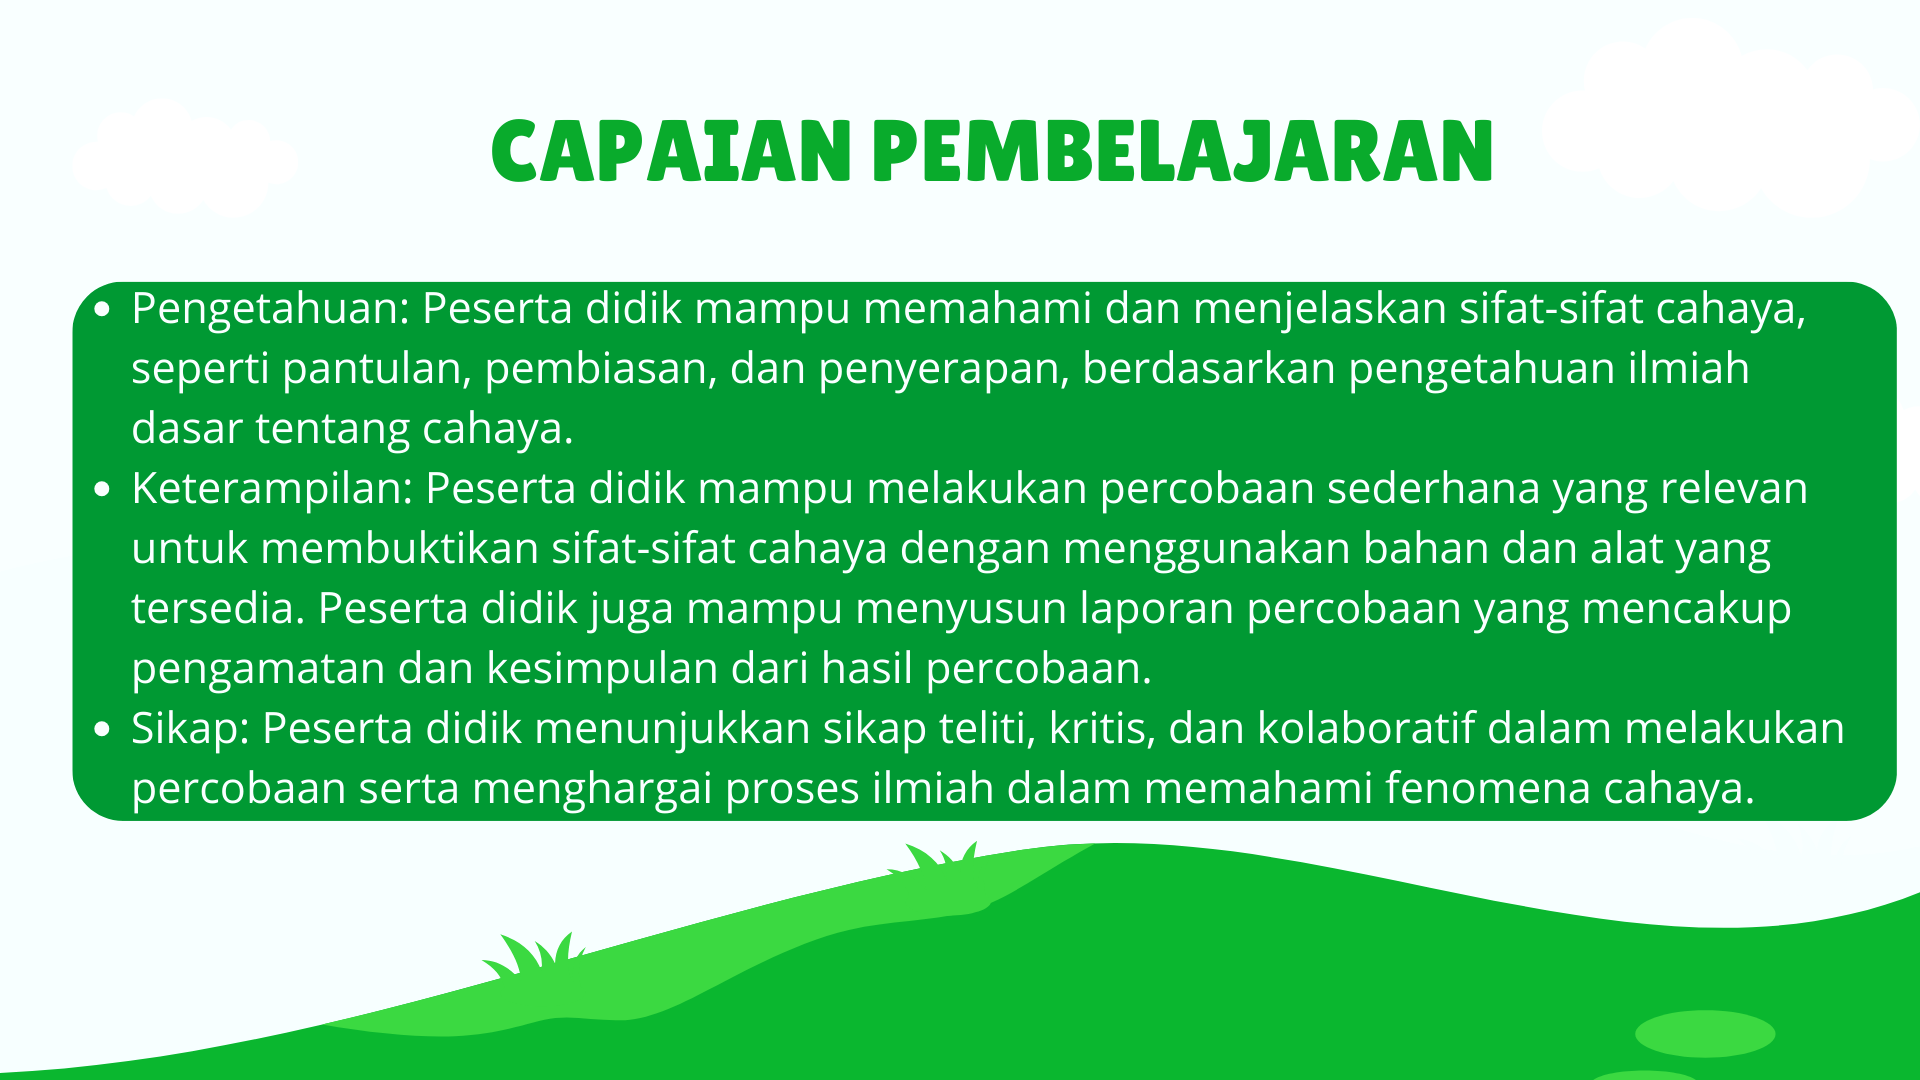 CAPAIAN PEMBELAJARAN
• Pengetahuan: Peserta didik mampu memahami dan menjelaskan sifat-sifat cahaya,
seperti pantulan, pembiasan, dan penyerapan, berdasarkan pengetahuan ilmiah
dasar tentang cahaya.
• Keterampilan: Peserta didik mampu melakukan percobaan sederhana yang relevan
untuk membuktikan sifat-sifat cahaya dengan menggunakan bahan dan alat yang
tersedia. Peserta didik juga mampu menyusun laporan percobaan yang mencakup
pengamatan dan kesimpulan dari hasil percobaan.
• Sikap: Peserta didik menunjukkan sikap teliti, kritis, dan kolaboratif dalam melakukan
percobaan serta menghargai proses ilmiah dalam memahami fenomena cahaya.